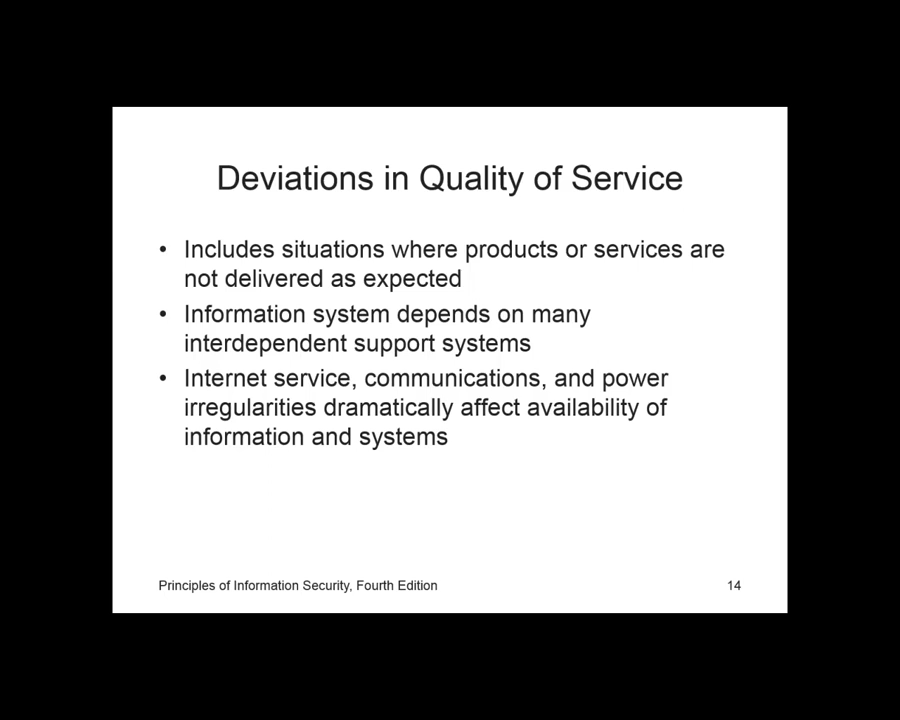 Deviations in Quality of Service
• Includes situations where products or services are
not delivered as expected
• Information system depends on many
interdependent support systems
• Internet service, communications, and power
irregularities dramatically affect availability of
information and systems
Principles of Information Security, Fourth Edition
14